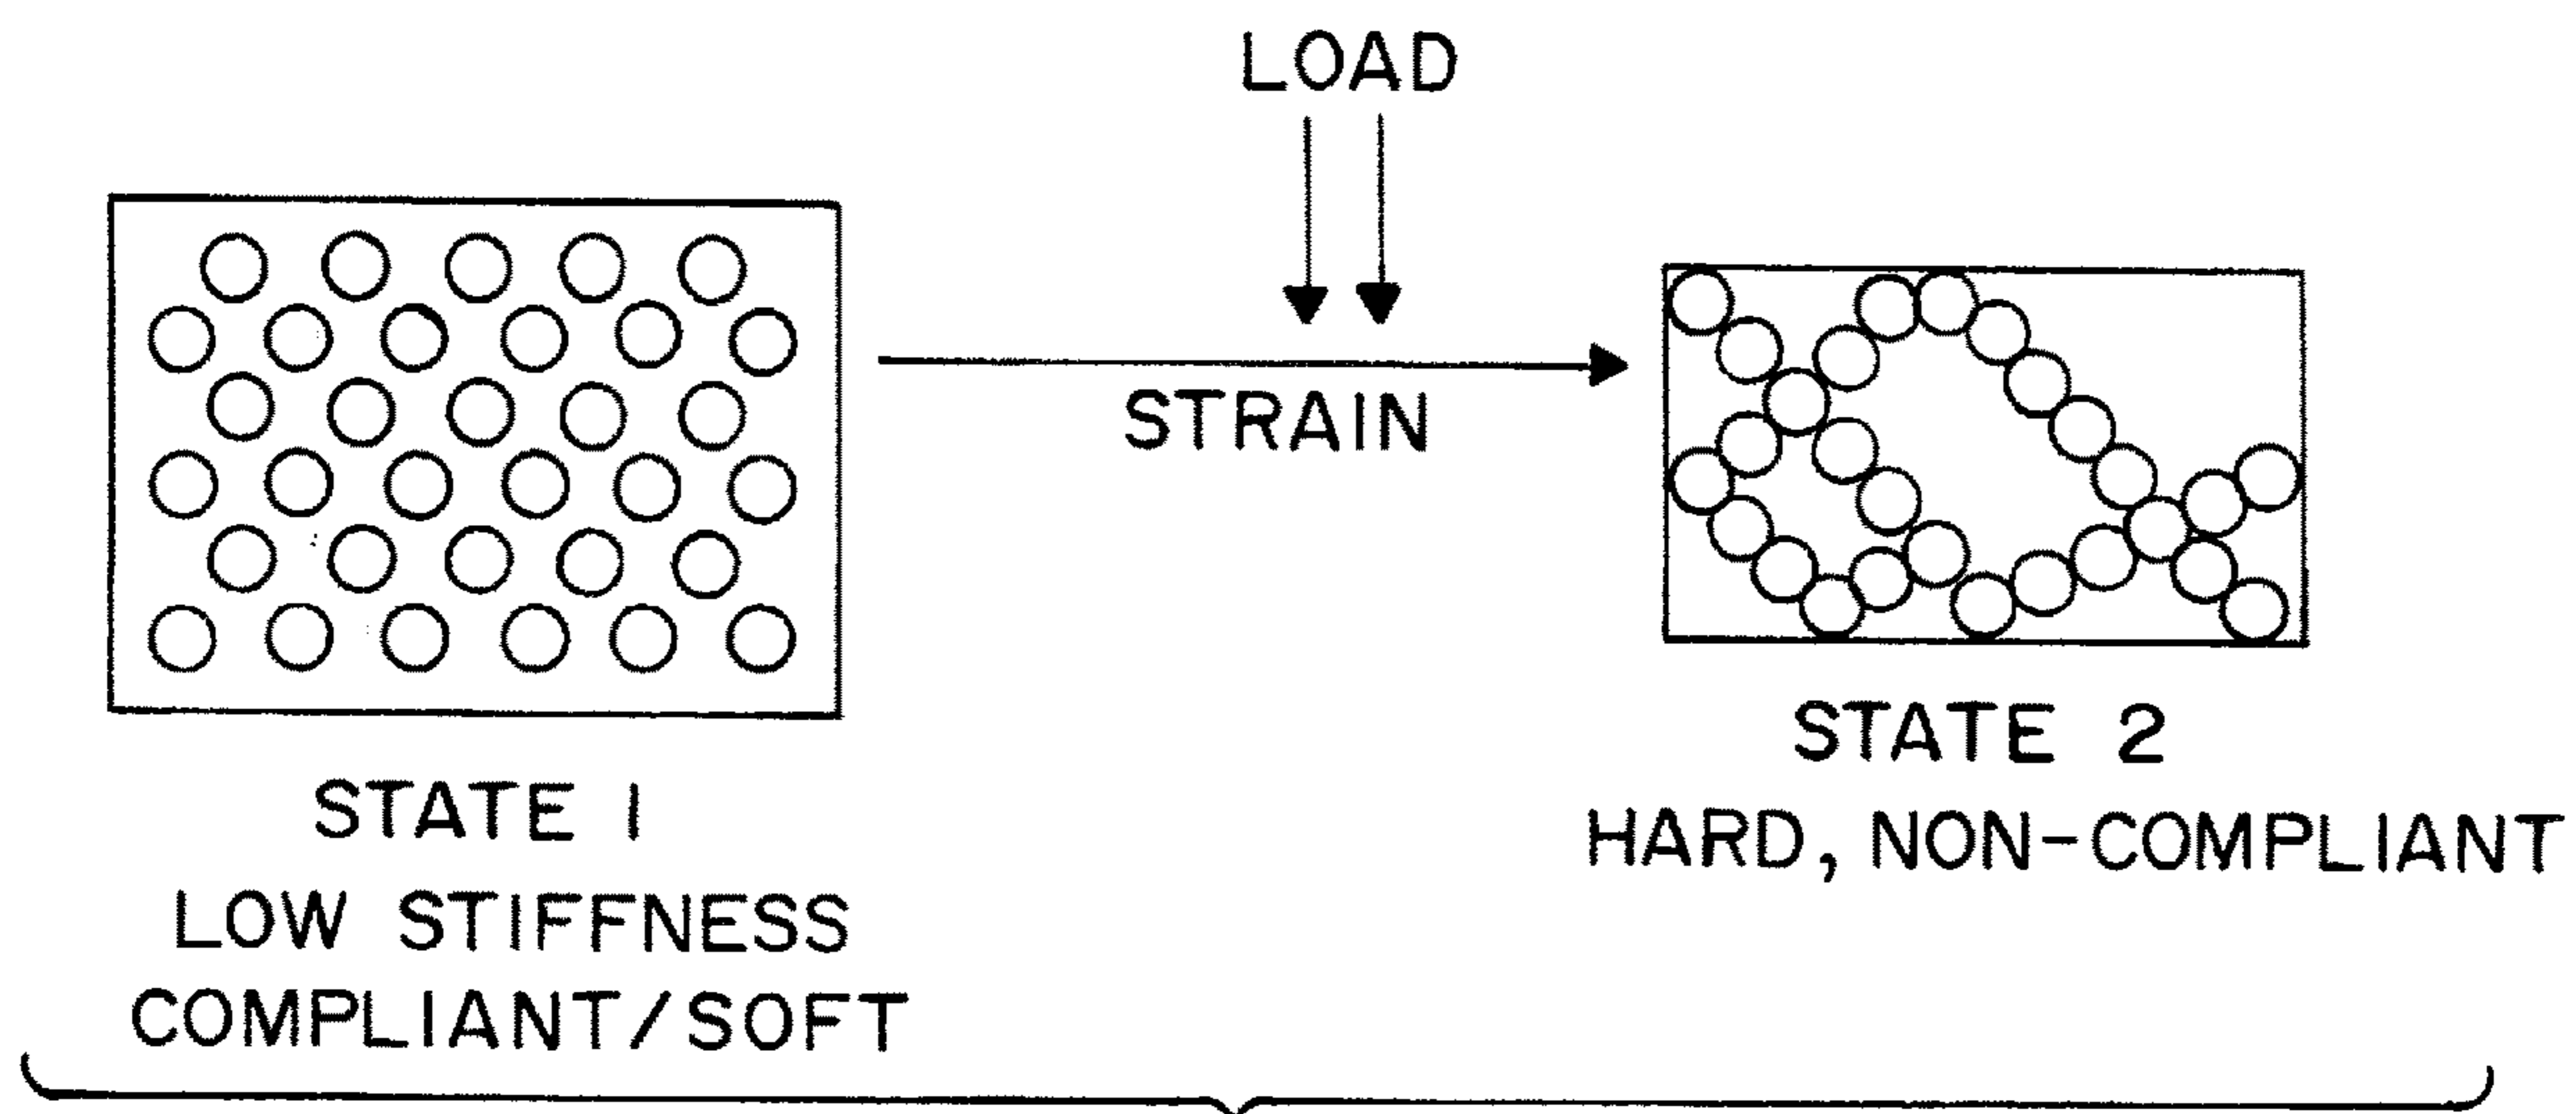 LOAD
STRAIN
STATE 1
LOW STIFFNESS
COMPLIANT/SOFT
STATE 2
HARD, NON-COMPLIANT